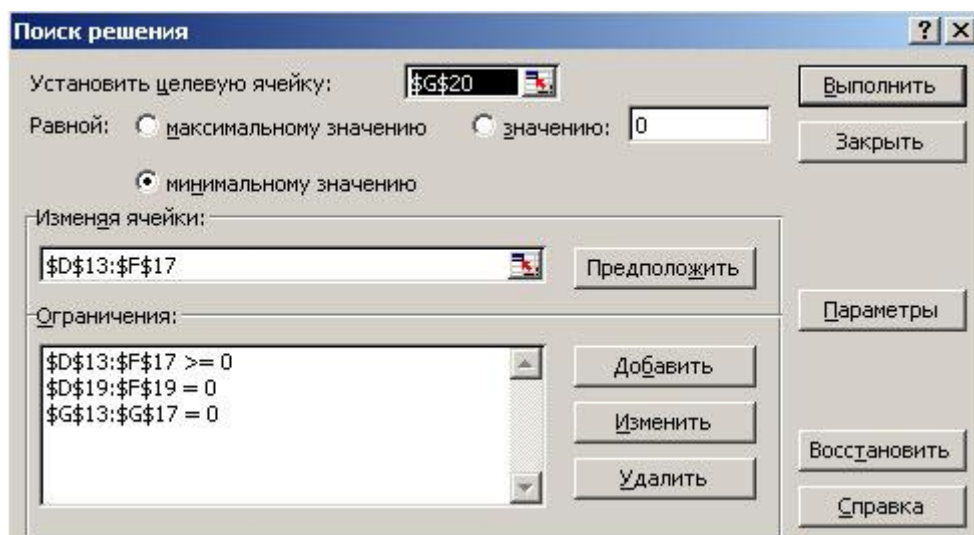 Поиск решения
Установить целевую ячейку: $G$20
Выполнить
Равной: максимальному значению значению: 0
Закрыть
минимальному значению
Изменяя ячейки:
$D$13:$F$17
Предположить
Ограничения:
Параметры
$D$13:$F$17 >= 0
Добавить
$D$19:$F$19 = 0
$G$13:$G$17 = 0
Изменить
Восстановить
Удалить
Справка